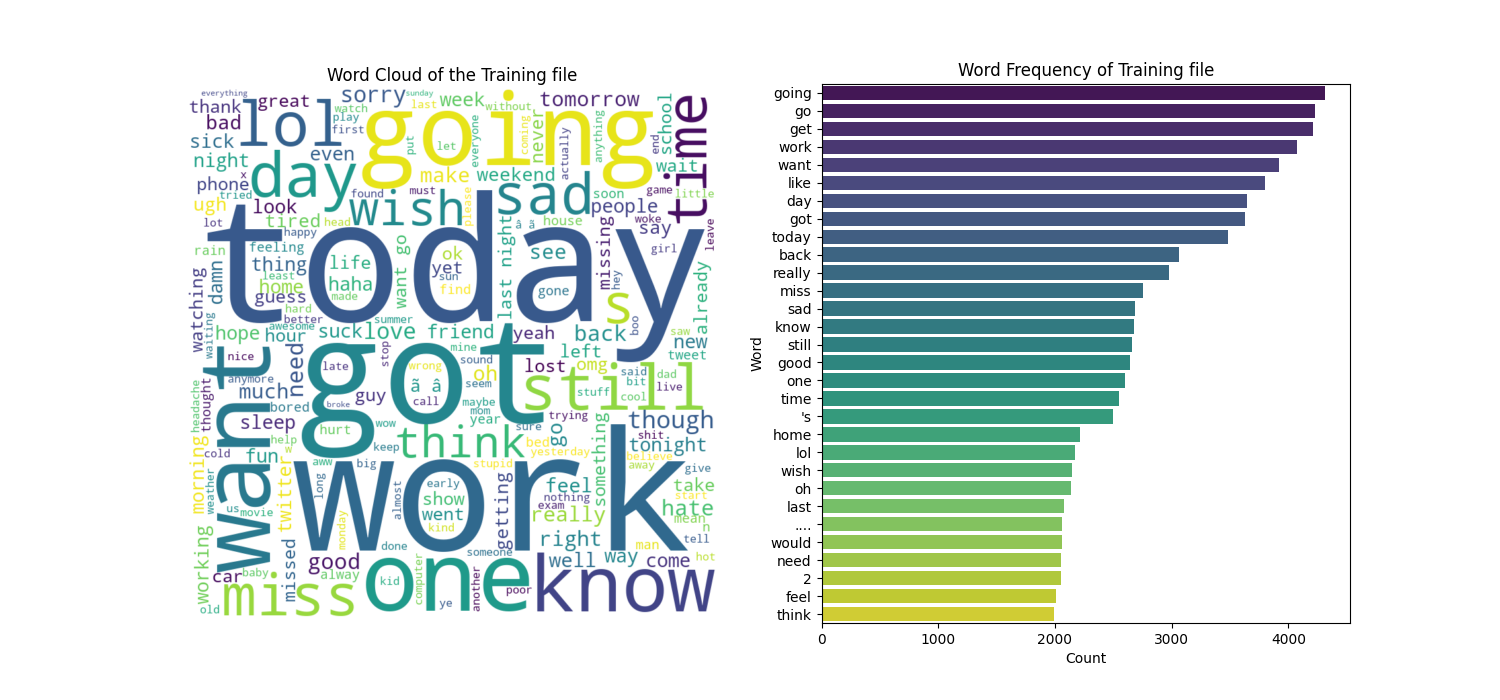 Word Cloud of the Training file
everything
thank
great
sorry
sunday
last
week
without
tomorrow
school
time
bad
lol
watch
play
first
going
put
let
everyone
coming
never
actually
anything
end
sick
night
even
day
make
weekend
wait
phone
x
tried
found
must
please
sad
soon
game
little
ugh
look
wish
people
lot
tired
head
happy
today
house
woke
say
leave
rain
feeling
life
want go
ok
yet
sun
find
last night
â â
see
missing
hey
girl
thing
least
home
haha
guess
made
gone
s
boo
already
watching
damn
hard
better
summer
awesome
hope
hour
suck
love
friend
yeah
back
saw
new
waiting
nice
need
stop
mine
left
omg
tweet
late
got
wrong
sound
lost
said
dad
anymore
ã â
oh
seem
still
bit
live
want
much
guy
call
stuff
cool
headache
thought
bored
broke
maybe
mom
year
trying
though
sleep
wow
sure
go
something
shit
help
hurt
think
tonight
morning
cold
fun
w
keep
bed
yesterday
believe
aww
big
stupid
away
give
twitter
long
work
early
feel
take
weather
almost
show
nothing
start
us
movie
went
getting
exam
hate
really
mean
n
monday
kind
right
man
tell
working
missed
done
someone
good
well
way
come
hot
car
baby
alway
one
know
kid
computer
another
poor
old
miss
ye
Word Frequency of Training file
Word
going
go
get
work
want
like
day
got
today
back
really
miss
sad
know
still
good
one
time
's
home
lol
wish
oh
last
....
would
need
2
feel
think
0 1000 2000 3000 4000
Count